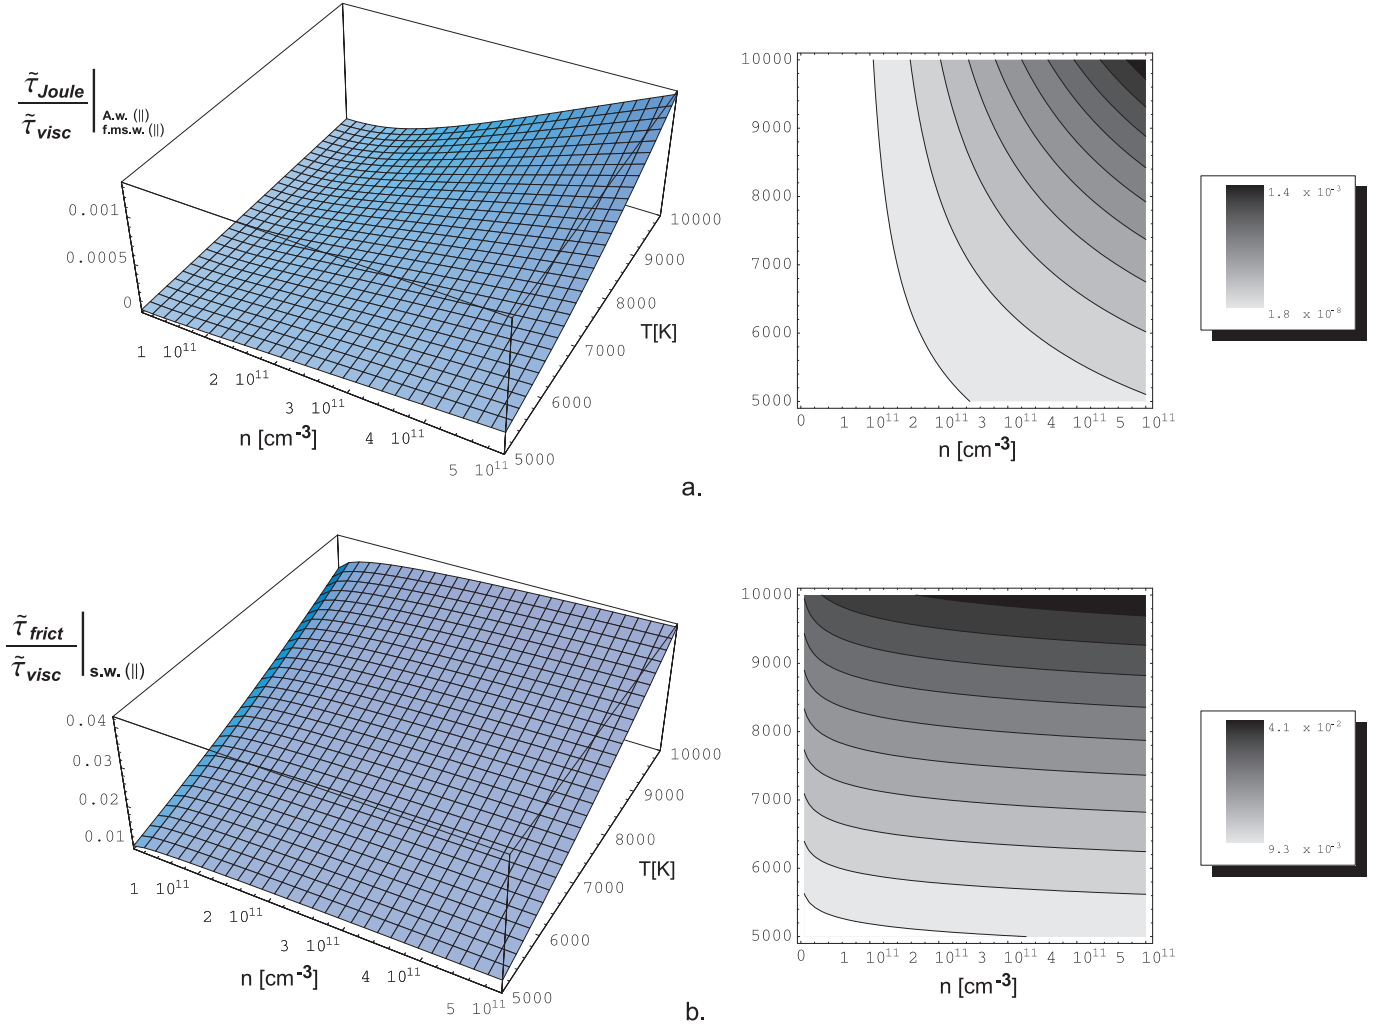 τ̃Joule / τ̃visc | A.w. (||) f.ms.w. (||)
0.001
0.0005
0
1 10^11
2 10^11
3 10^11
4 10^11
5 10^11
n [cm-3]
5000
6000
7000
8000
9000
10000
T[K]
10000
9000
8000
7000
6000
5000
0 1 10^11 2 10^11 3 10^11 4 10^11 5 10^11
n [cm-3]
1.4 x 10^-3
1.8 x 10^-8
a.
τ̃frict / τ̃visc | s.w. (||)
0.04
0.03
0.02
0.01
1 10^11
2 10^11
3 10^11
4 10^11
5 10^11
n [cm-3]
5000
6000
7000
8000
9000
10000
T[K]
10000
9000
8000
7000
6000
5000
0 1 10^11 2 10^11 3 10^11 4 10^11 5 10^11
n [cm-3]
4.1 x 10^-2
9.3 x 10^-3
b.